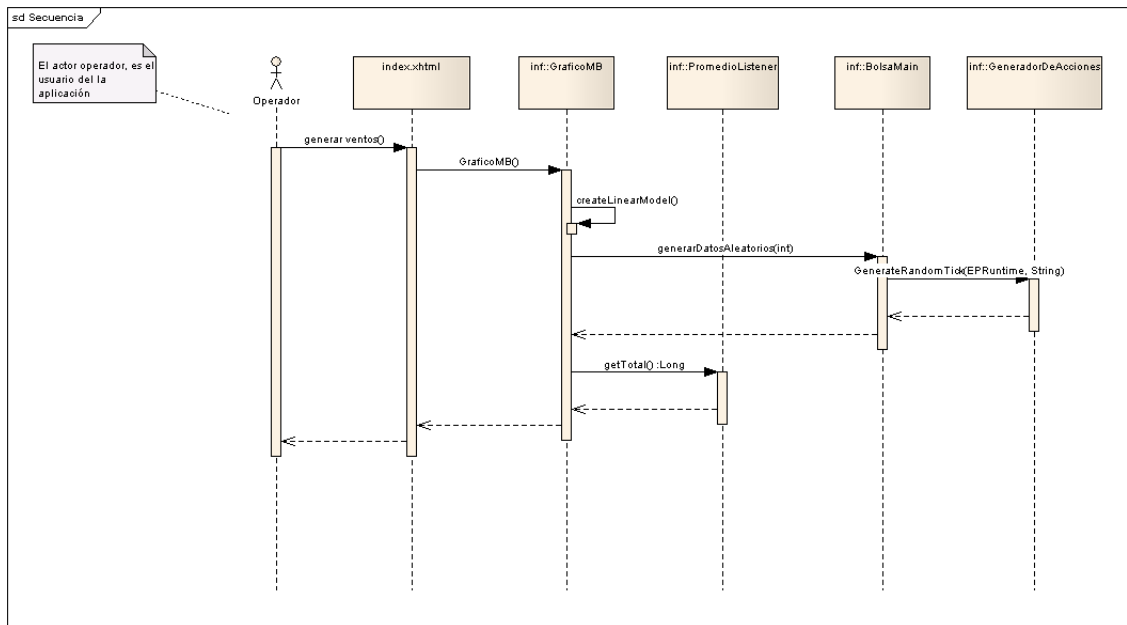 sd Secuencia
El actor operador, es el
usuario del la
aplicación
Operador
index.xhtml
inf::GraficoMB
inf::PromedioListener
inf::BolsaMain
inf::GeneradorDeAcciones
generar ventos()
GraficoMB()
createLinearModel()
generarDatosAleatorios(int)
GenerateRandomTick(EPRuntime, String)
getTotal() :Long